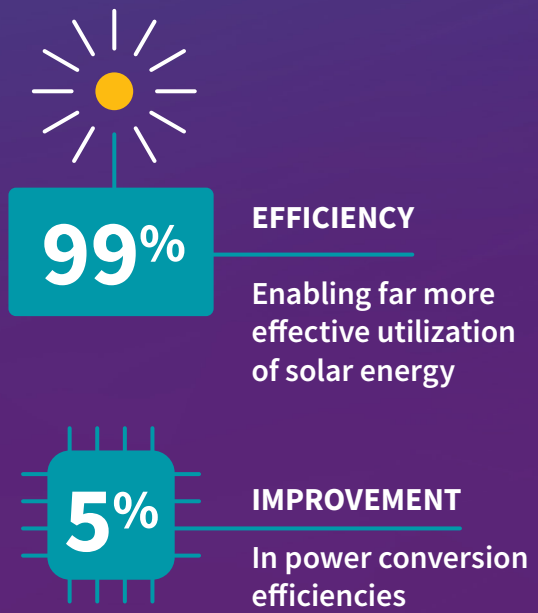 99%
EFFICIENCY
Enabling far more
effective utilization
of solar energy
5%
IMPROVEMENT
In power conversion
efficiencies